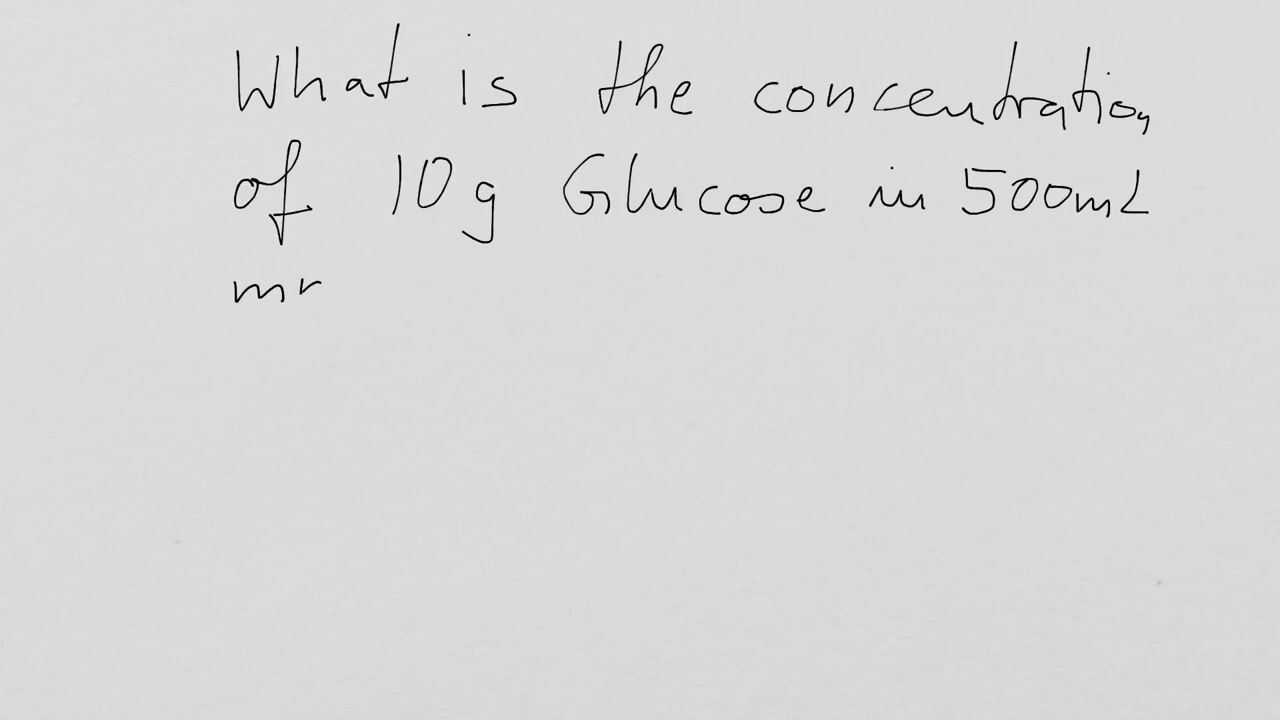 What is the concentration
of 10g Glucose in 500mL
mr